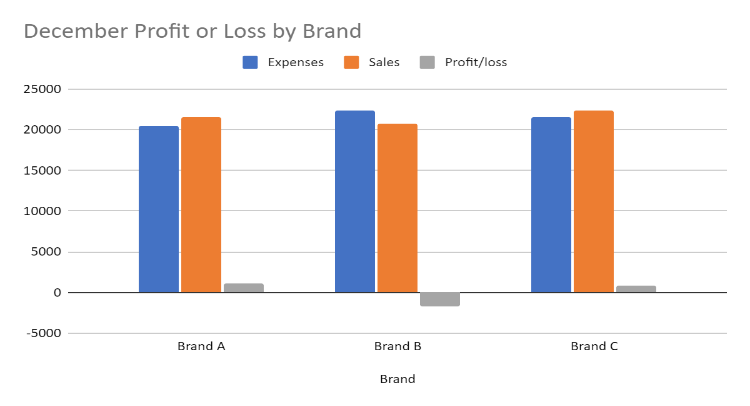 December Profit or Loss by Brand
Expenses Sales Profit/loss
25000
20000
15000
10000
5000
0
-5000
Brand A Brand B Brand C
Brand